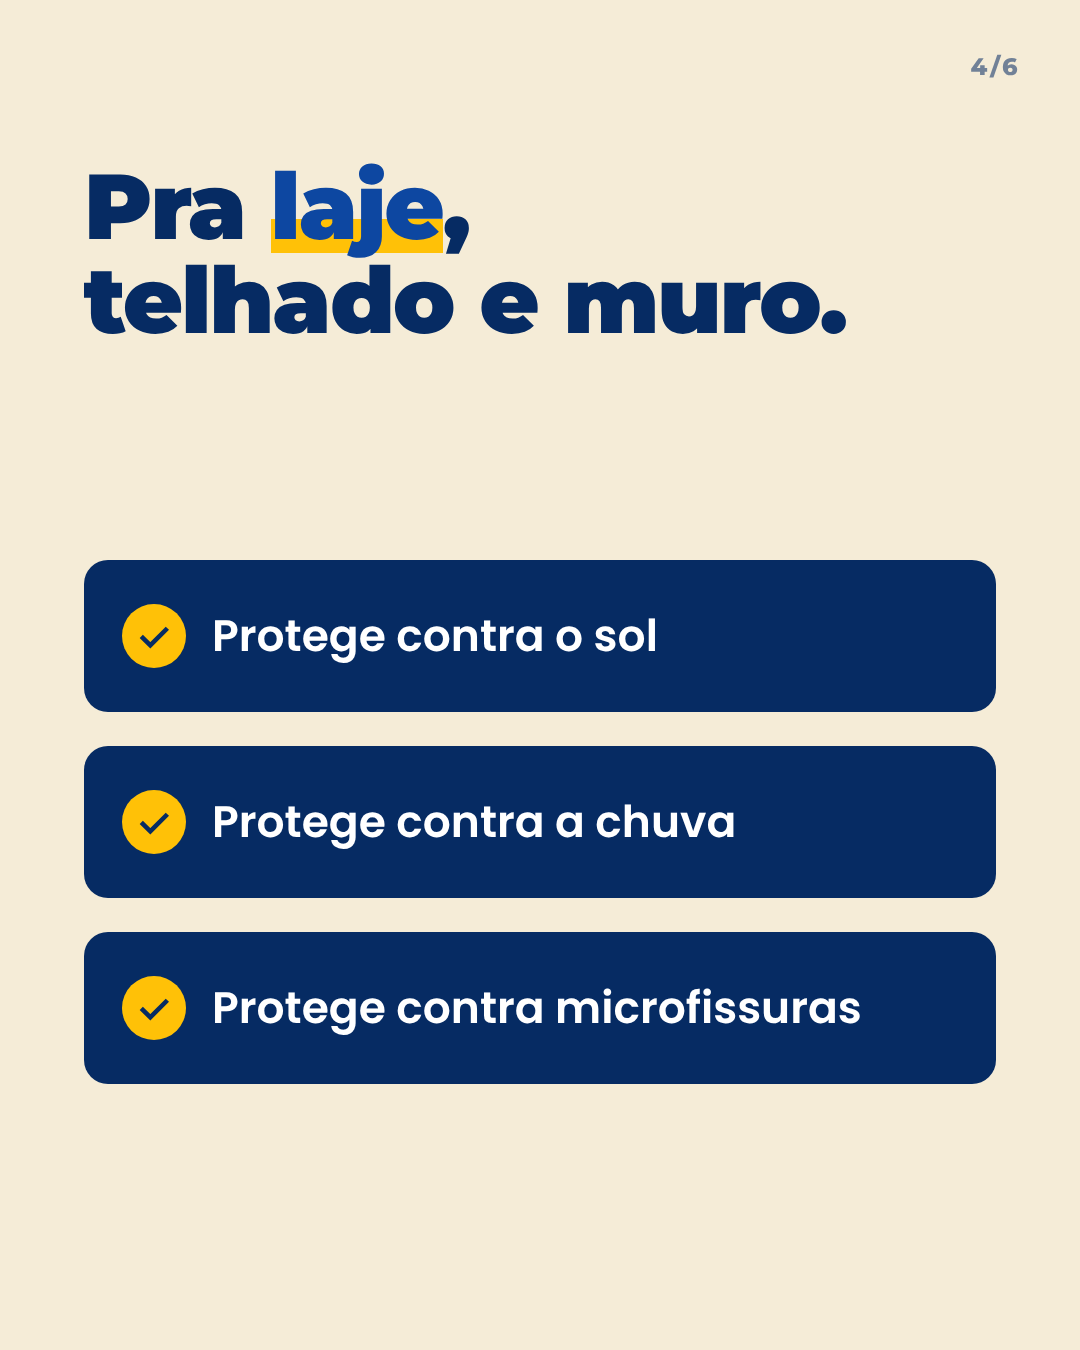 4/6
Pra laje,
telhado e muro.
Protege contra o sol
Protege contra a chuva
Protege contra microfissuras